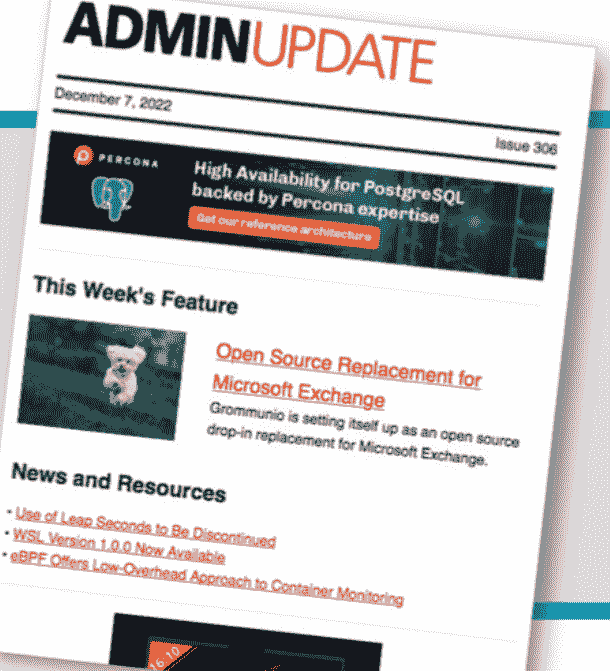 ADMINUPDATE
December 7, 2022
Issue 306
PERCONA
High Availability for PostgreSQL
backed by Percona expertise
Get our reference architecture
This Week's Feature
Open Source Replacement for
Microsoft Exchange
Grommunio is setting itself up as an open source
drop-in replacement for Microsoft Exchange.
News and Resources
• Use of Leap Seconds to Be Discontinued
• WSL Version 1.0.0 Now Available
• eBPF Offers Low-Overhead Approach to Container Monitoring
16.10